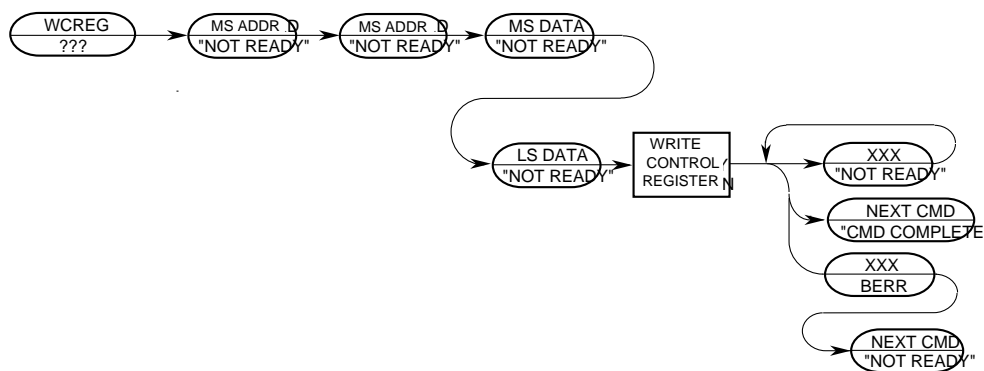 WCREG
???
MS ADDR D
"NOT READY"
MS ADDR D
"NOT READY"
MS DATA
"NOT READY"
LS DATA
"NOT READY"
WRITE
CONTROL
REGISTER
XXX
"NOT READY"
NEXT CMD
"CMD COMPLETE
XXX
BERR
NEXT CMD
"NOT READY"